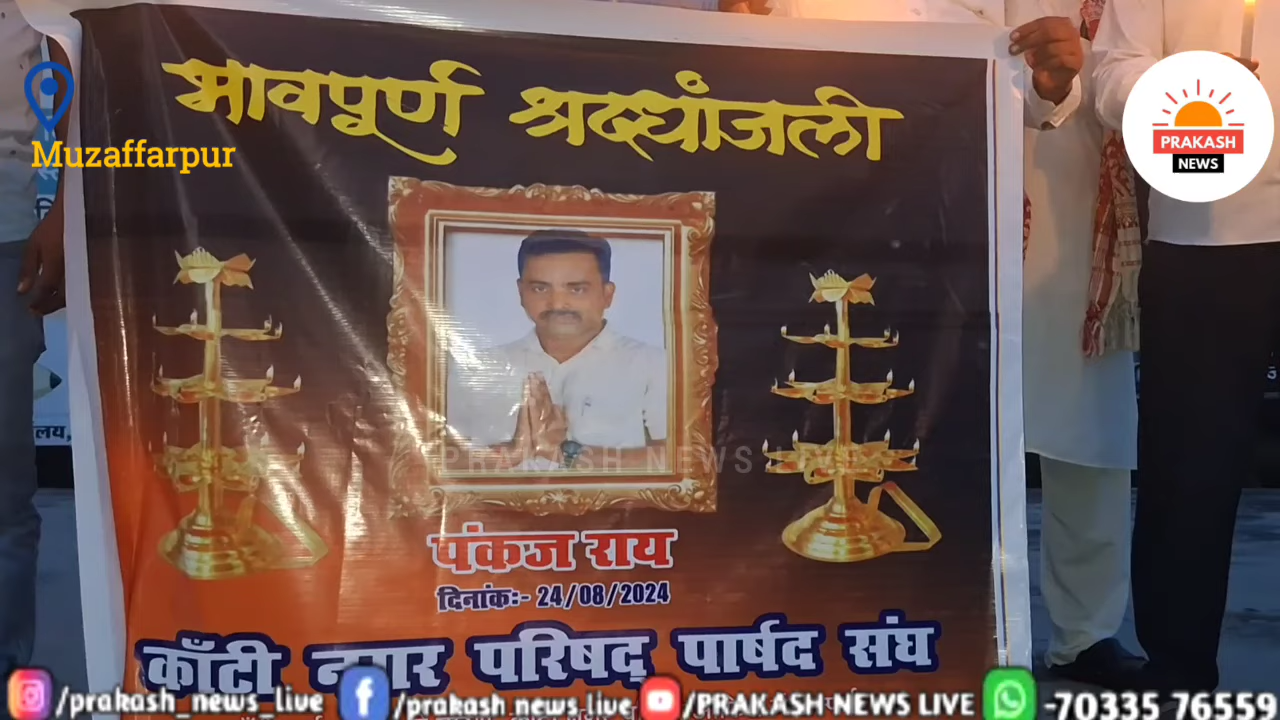 भावपूर्ण श्रद्धांजली
Muzaffarpur
PRAKASH
NEWS
PRAKASH NEWS LIVE
पंकज राय
दिनांकः- 24/08/2024
काँटी नगर परिषद् पार्षद संघ
/prakash_news_live /prakash_news_live /PRAKASH NEWS LIVE -70335 76559